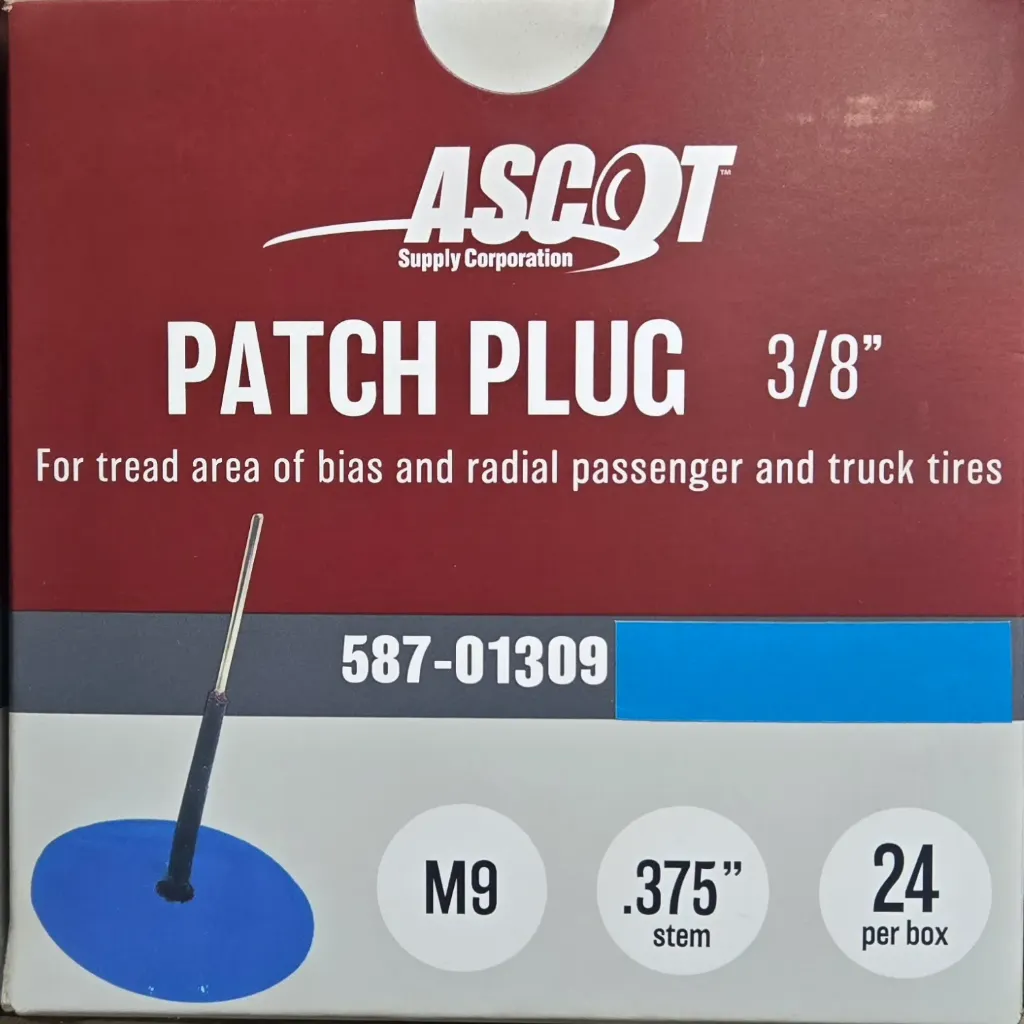 ASCOT™
Supply Corporation
PATCH PLUG 3/8”
For tread area of bias and radial passenger and truck tires
587-01309
M9
.375”
stem
24
per box